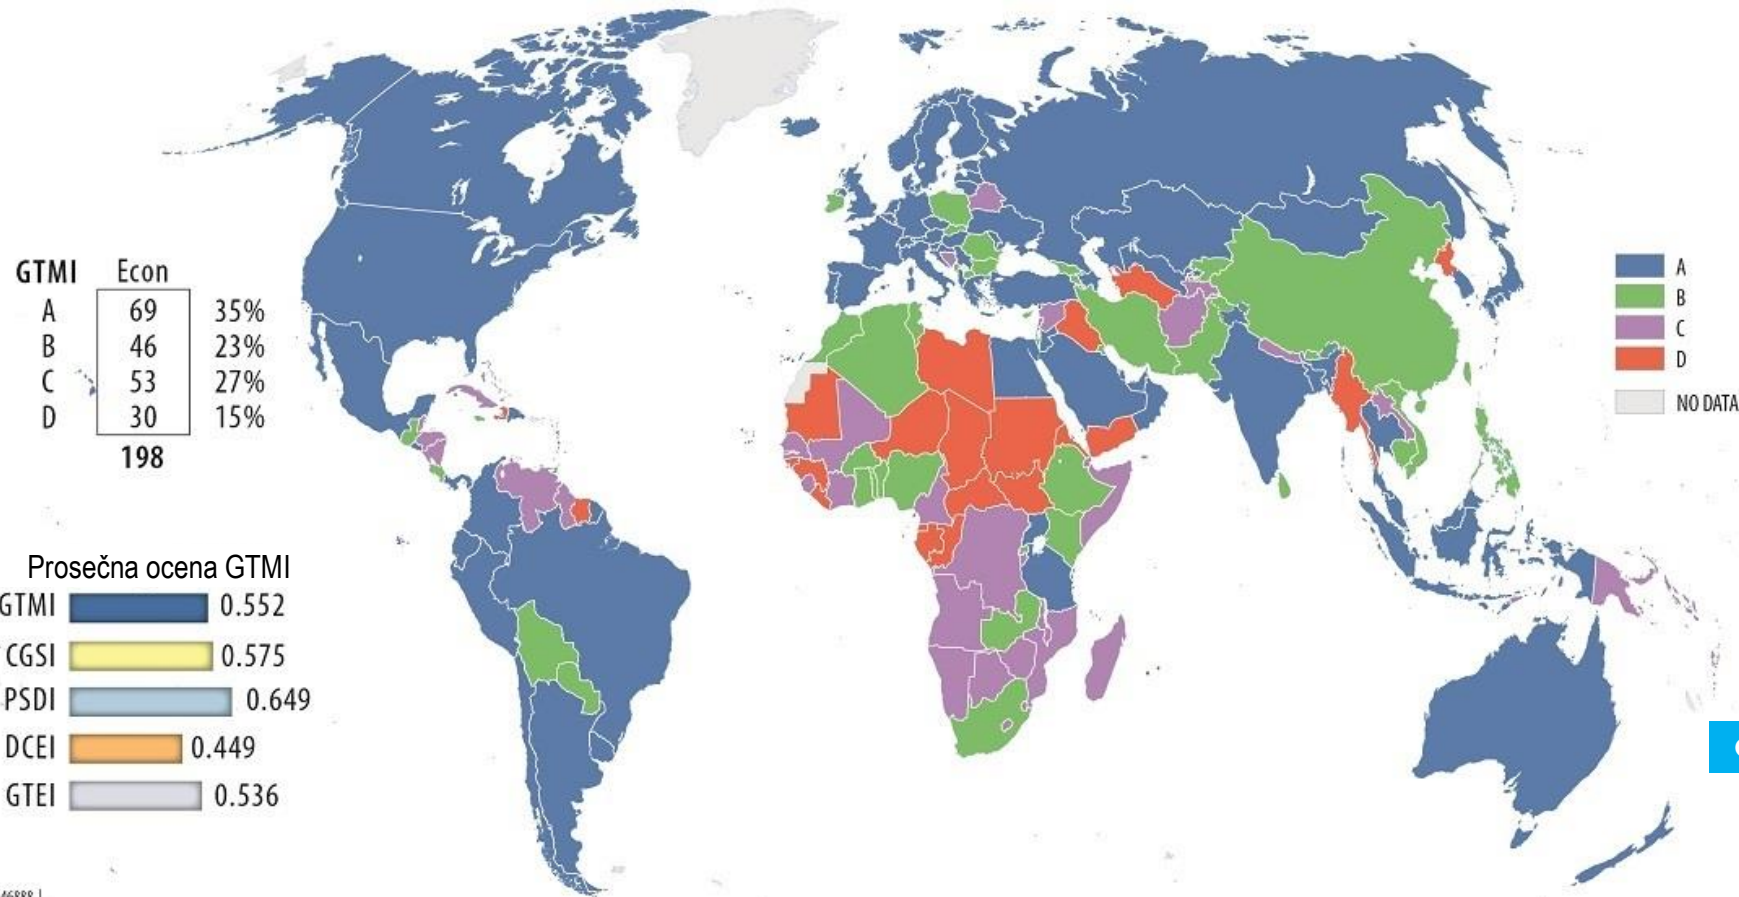 GTMI Econ
A 69 35%
B 46 23%
C 53 27%
D 30 15%
198
Prosečna ocena GTMI
GTMI 0.552
CGSI 0.575
PSDI 0.649
DCEI 0.449
GTEI 0.536
A
B
C
D
NO DATA